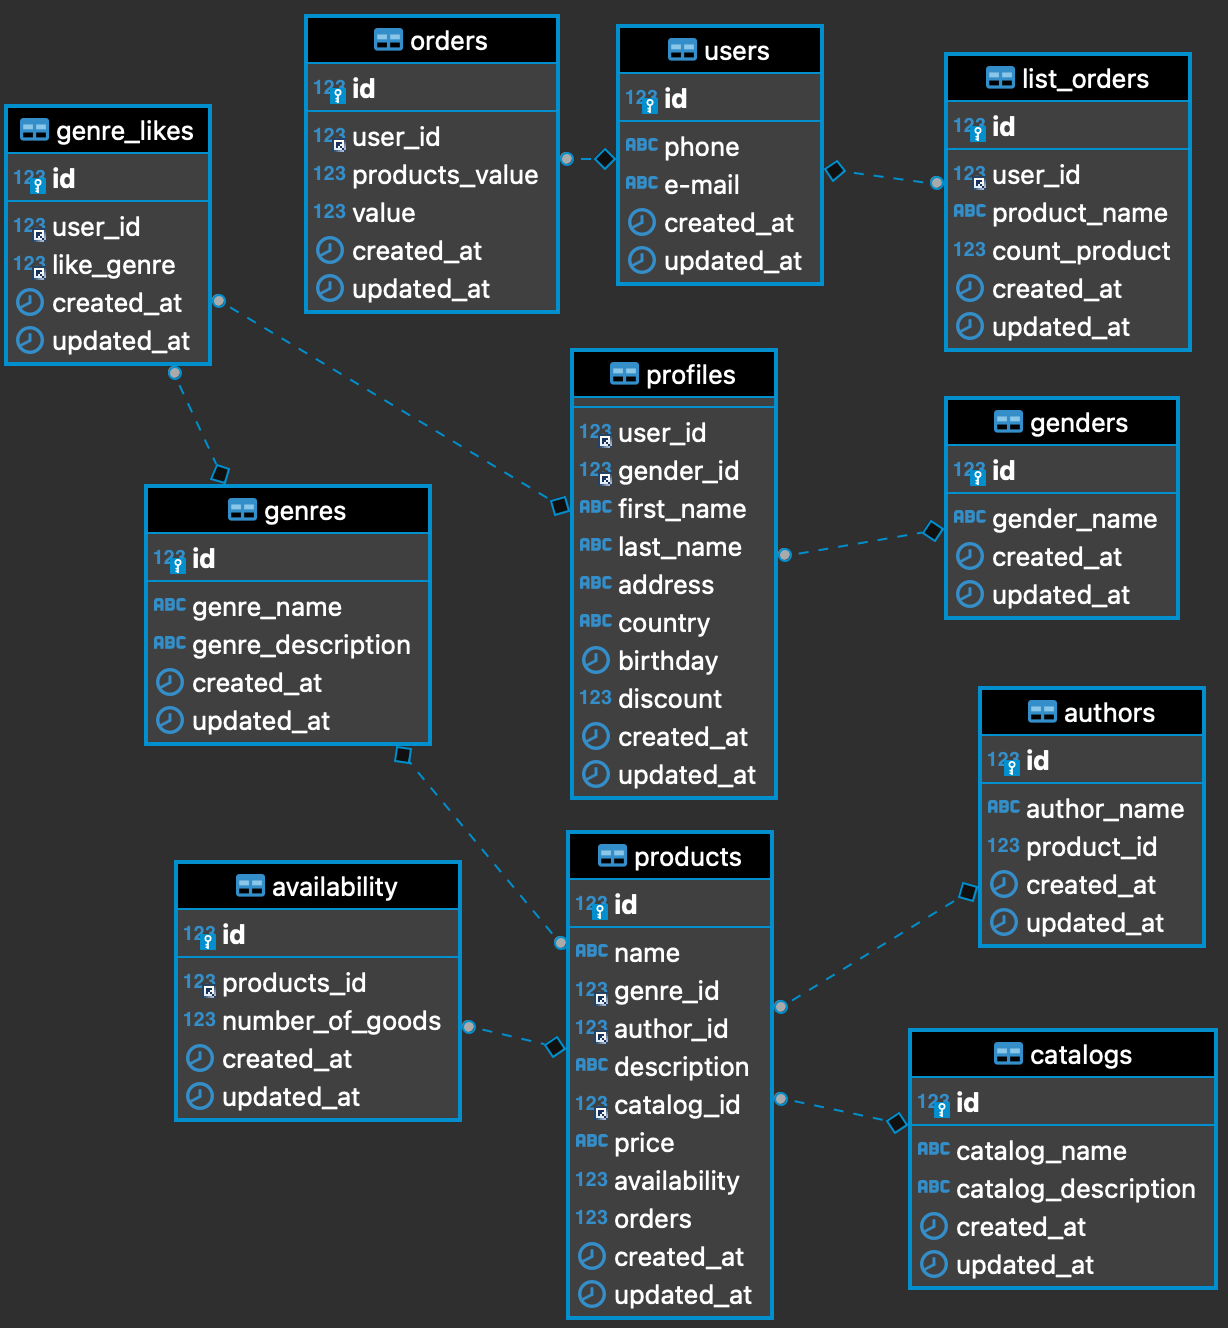 orders
123 id
123 user_id
123 products_value
123 value
created_at
updated_at
users
123 id
ABC phone
ABC e-mail
created_at
updated_at
list_orders
123 id
123 user_id
ABC product_name
123 count_product
created_at
updated_at
genre_likes
123 id
123 user_id
123 like_genre
created_at
updated_at
profiles
123 user_id
123 gender_id
ABC first_name
ABC last_name
ABC address
ABC country
birthday
123 discount
created_at
updated_at
genders
123 id
ABC gender_name
created_at
updated_at
genres
123 id
ABC genre_name
ABC genre_description
created_at
updated_at
authors
123 id
ABC author_name
123 product_id
created_at
updated_at
availability
123 id
123 products_id
123 number_of_goods
created_at
updated_at
products
123 id
ABC name
123 genre_id
123 author_id
ABC description
123 catalog_id
ABC price
123 availability
123 orders
created_at
updated_at
catalogs
123 id
ABC catalog_name
ABC catalog_description
created_at
updated_at